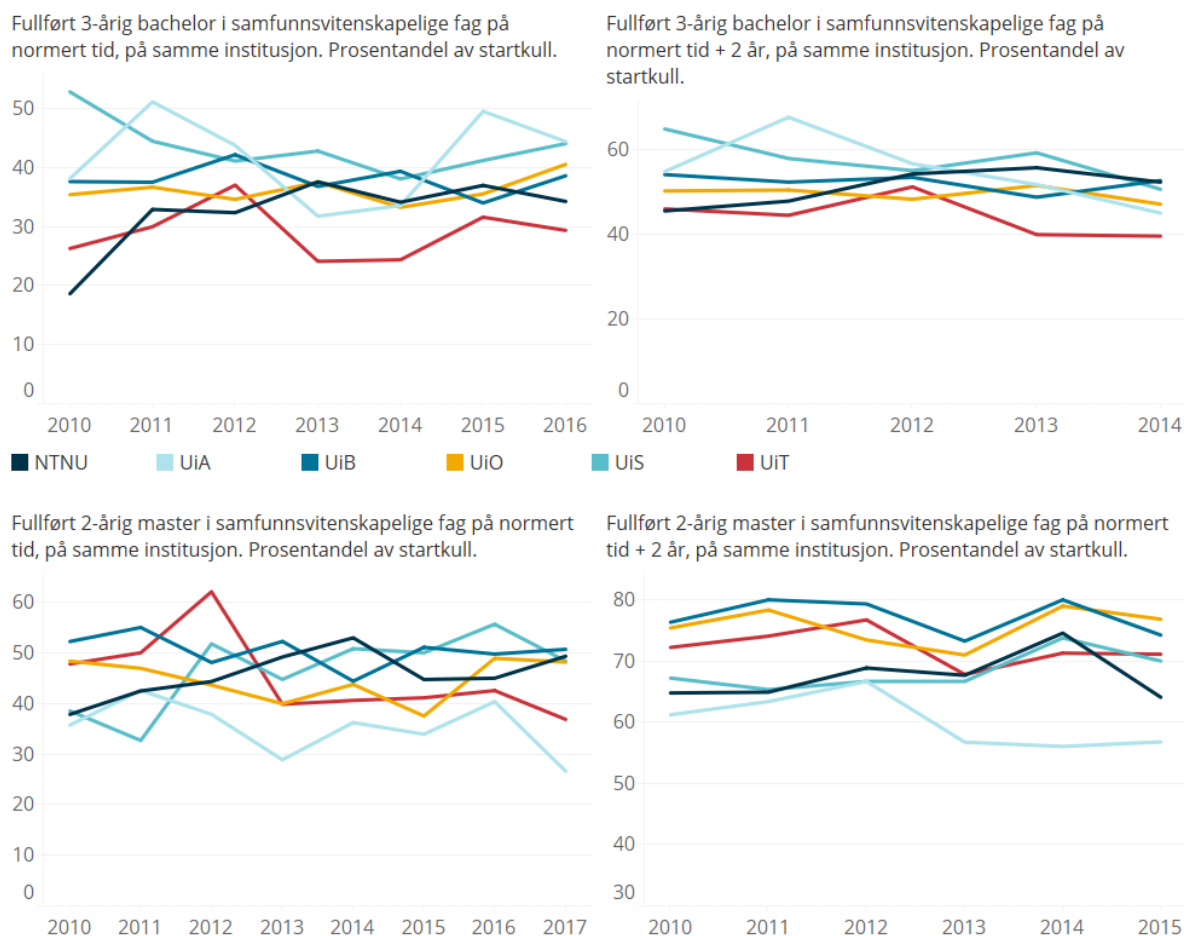 Fullført 3-årig bachelor i samfunnsvitenskapelige fag på
normert tid, på samme institusjon. Prosentandel av startkull.
50
40
30
20
10
0
2010 2011 2012 2013 2014 2015 2016
Fullført 3-årig bachelor i samfunnsvitenskapelige fag på
normert tid + 2 år, på samme institusjon. Prosentandel av
startkull.
60
40
20
0
2010 2011 2012 2013 2014
NTNU UiA UiB UiO UiS UiT
Fullført 2-årig master i samfunnsvitenskapelige fag på normert
tid, på samme institusjon. Prosentandel av startkull.
60
50
40
30
20
10
0
2010 2011 2012 2013 2014 2015 2016 2017
Fullført 2-årig master i samfunnsvitenskapelige fag på normert
tid + 2 år, på samme institusjon. Prosentandel av startkull.
80
70
60
50
40
30
2010 2011 2012 2013 2014 2015